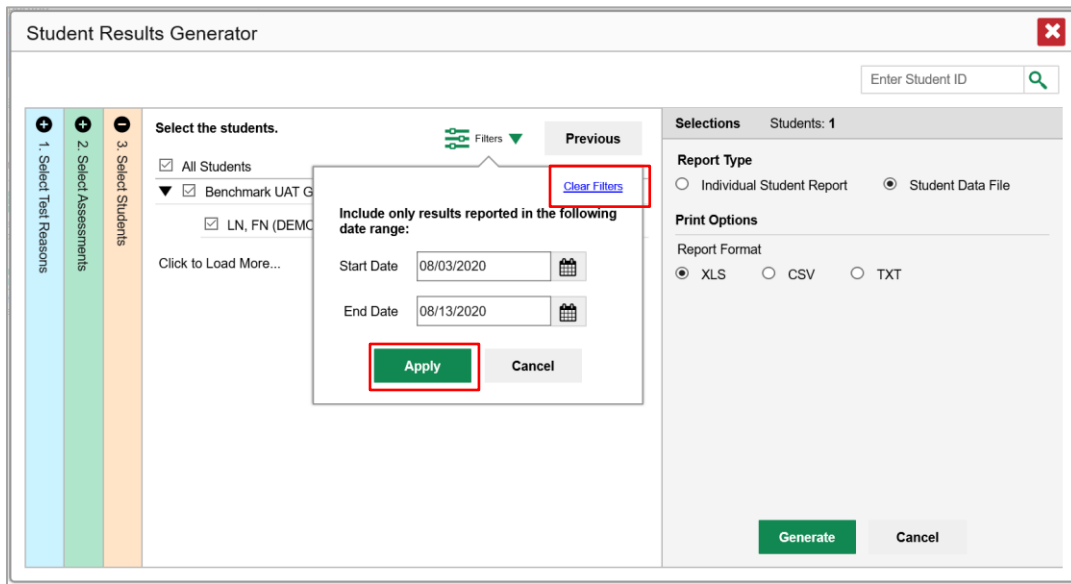 Student Results Generator
Enter Student ID
1. Select Test Reasons
2. Select Assessments
3. Select Students
Select the students.
Filters
Previous
All Students
Benchmark UAT G
LN, FN (DEMO
Click to Load More...
Clear Filters
Include only results reported in the following
date range:
Start Date 08/03/2020
End Date 08/13/2020
Apply Cancel
Selections Students: 1
Report Type
Individual Student Report Student Data File
Print Options
Report Format
XLS CSV TXT
Generate Cancel